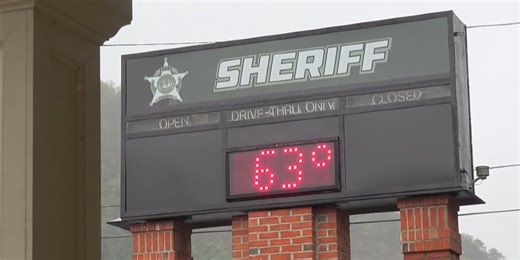 SHERIFF
OPEN DRIVE-THRU ONLY CLOSED
63°